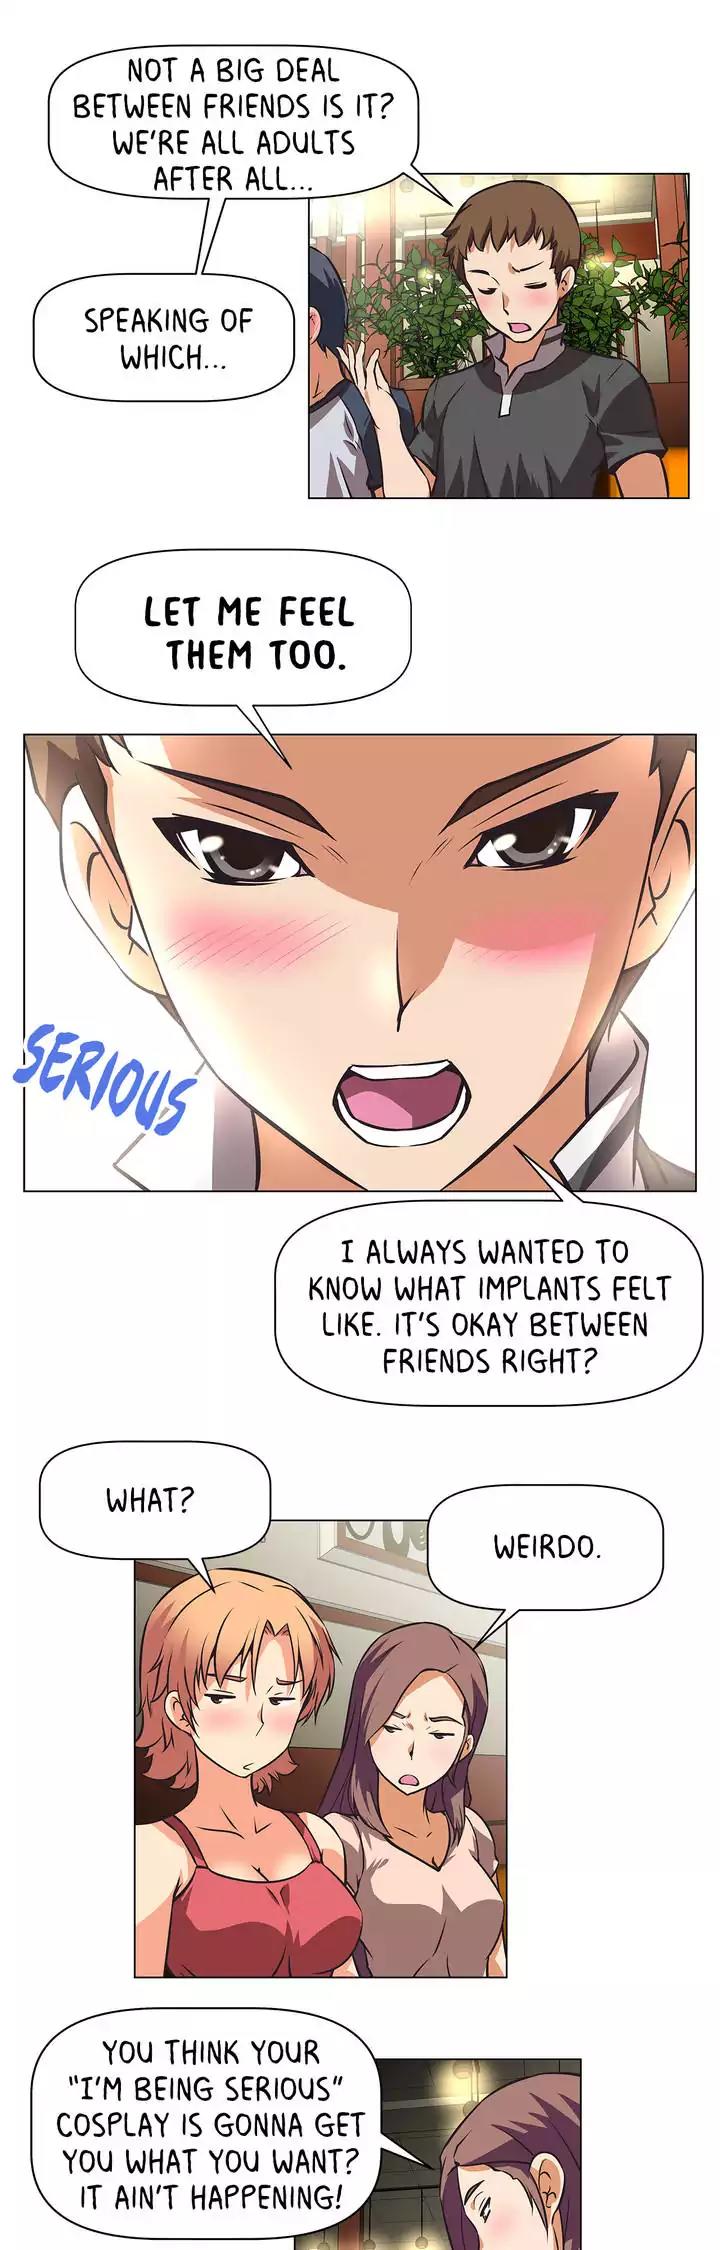 NOT A BIG DEAL
BETWEEN FRIENDS IS IT?
WE'RE ALL ADULTS
AFTER ALL...
SPEAKING OF
WHICH...
LET ME FEEL
THEM TOO.
SERIOUS
I ALWAYS WANTED TO
KNOW WHAT IMPLANTS FELT
LIKE. IT'S OKAY BETWEEN
FRIENDS RIGHT?
WHAT?
WEIRDO.
YOU THINK YOUR
"I'M BEING SERIOUS"
COSPLAY IS GONNA GET
YOU WHAT YOU WANT?
IT AIN'T HAPPENING!